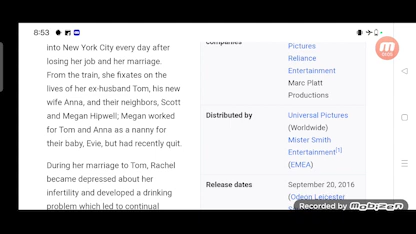 8:53
into New York City every day after
losing her job and her marriage.
From the train, she fixates on the
lives of her ex-husband Tom, his new
wife Anna, and their neighbors, Scott
and Megan Hipwell; Megan worked
for Tom and Anna as a nanny for
their baby, Evie, but had recently quit.
During her marriage to Tom, Rachel
became depressed about her
infertility and developed a drinking
problem which led to continual
companies
Pictures
Reliance
Entertainment
Marc Platt
Productions
Distributed by
Universal Pictures
(Worldwide)
Mister Smith
Entertainment[1]
(EMEA)
Release dates
September 20, 2016
(Odeon Leicester
Recorded by Mobizen